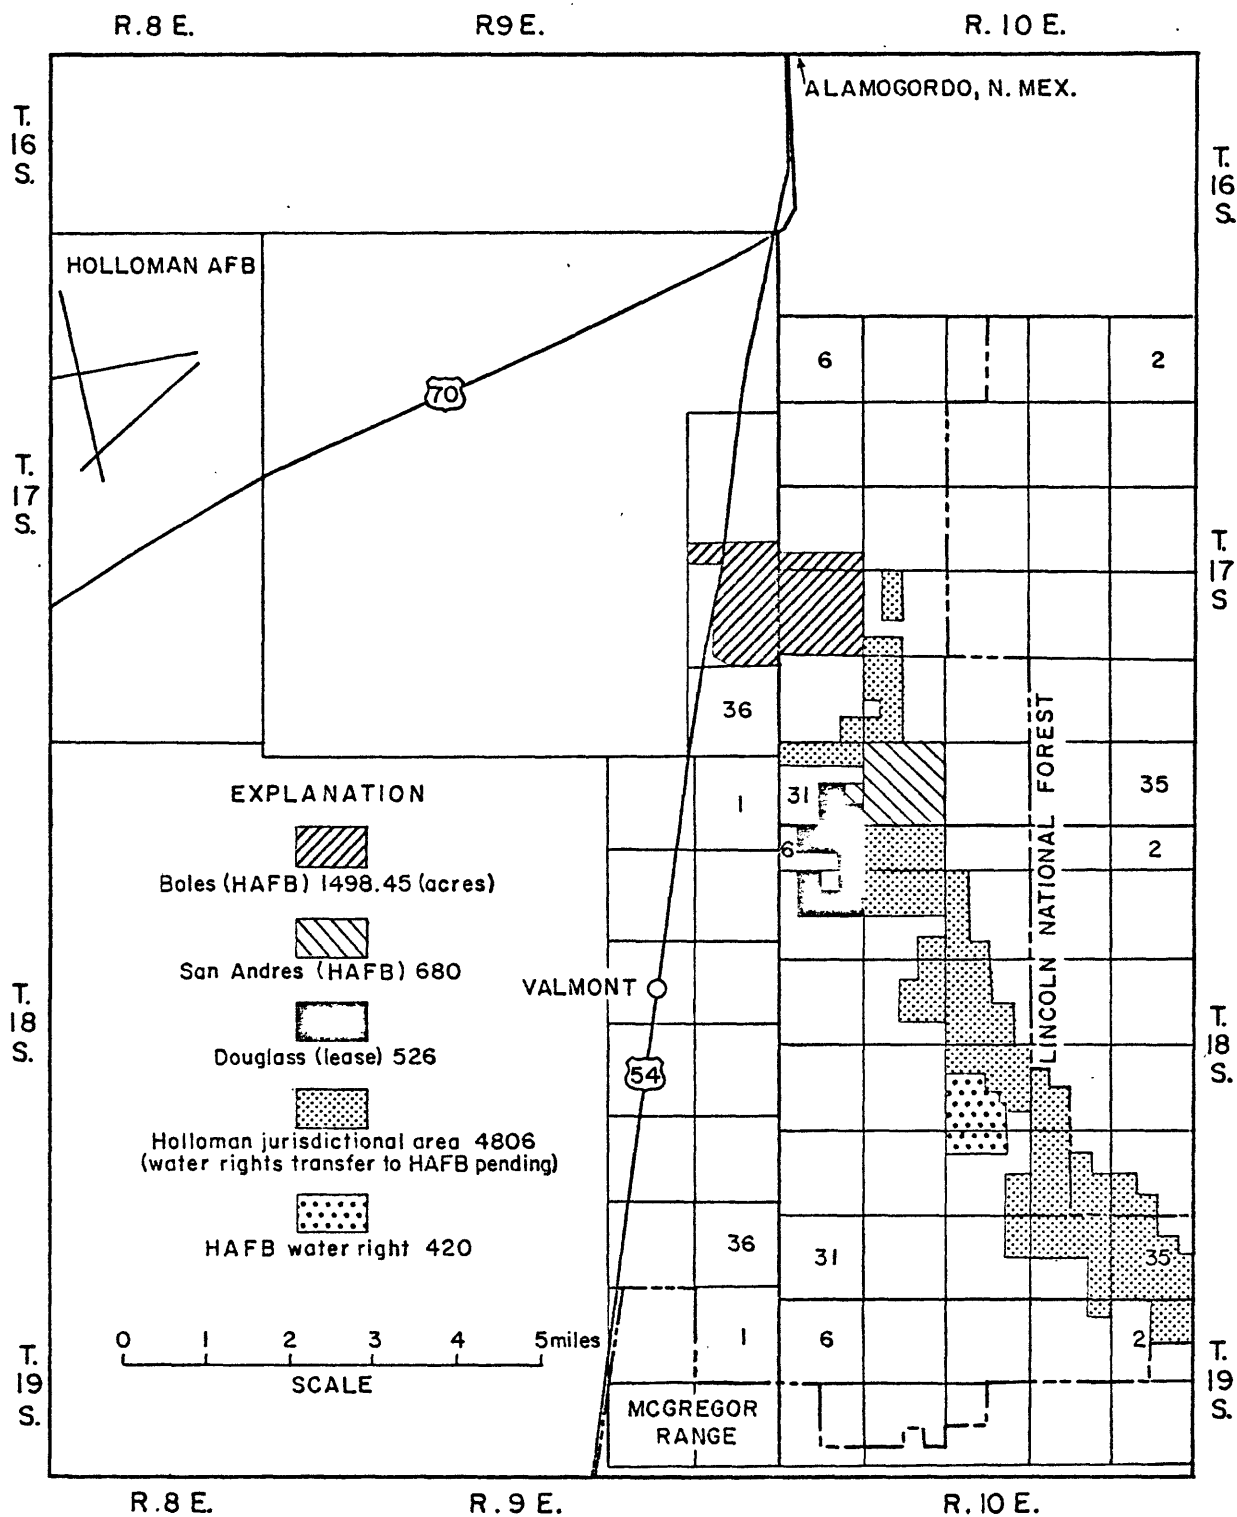 R.8 E.
R9 E.
R. 10 E.
ALAMOGORDO, N. MEX.
T.
16
S.
T.
16
S.
HOLLOMAN AFB
6
2
70
T.
17
S.
T.
17
S
36
EXPLANATION
1
31
35
6
2
LINCOLN NATIONAL FOREST
Boles (HAFB) 1498.45 (acres)
San Andres (HAFB) 680
VALMONT
Douglass (lease) 526
T.
18
S.
T.
18
S.
54
Holloman jurisdictional area 4806
(water rights transfer to HAFB pending)
HAFB water right 420
36
31
35
0 1 2 3 4 5 miles
SCALE
1
6
2
T.
19
S.
T.
19
S.
MCGREGOR
RANGE
R.8 E.
R. 9 E.
R. 10 E.